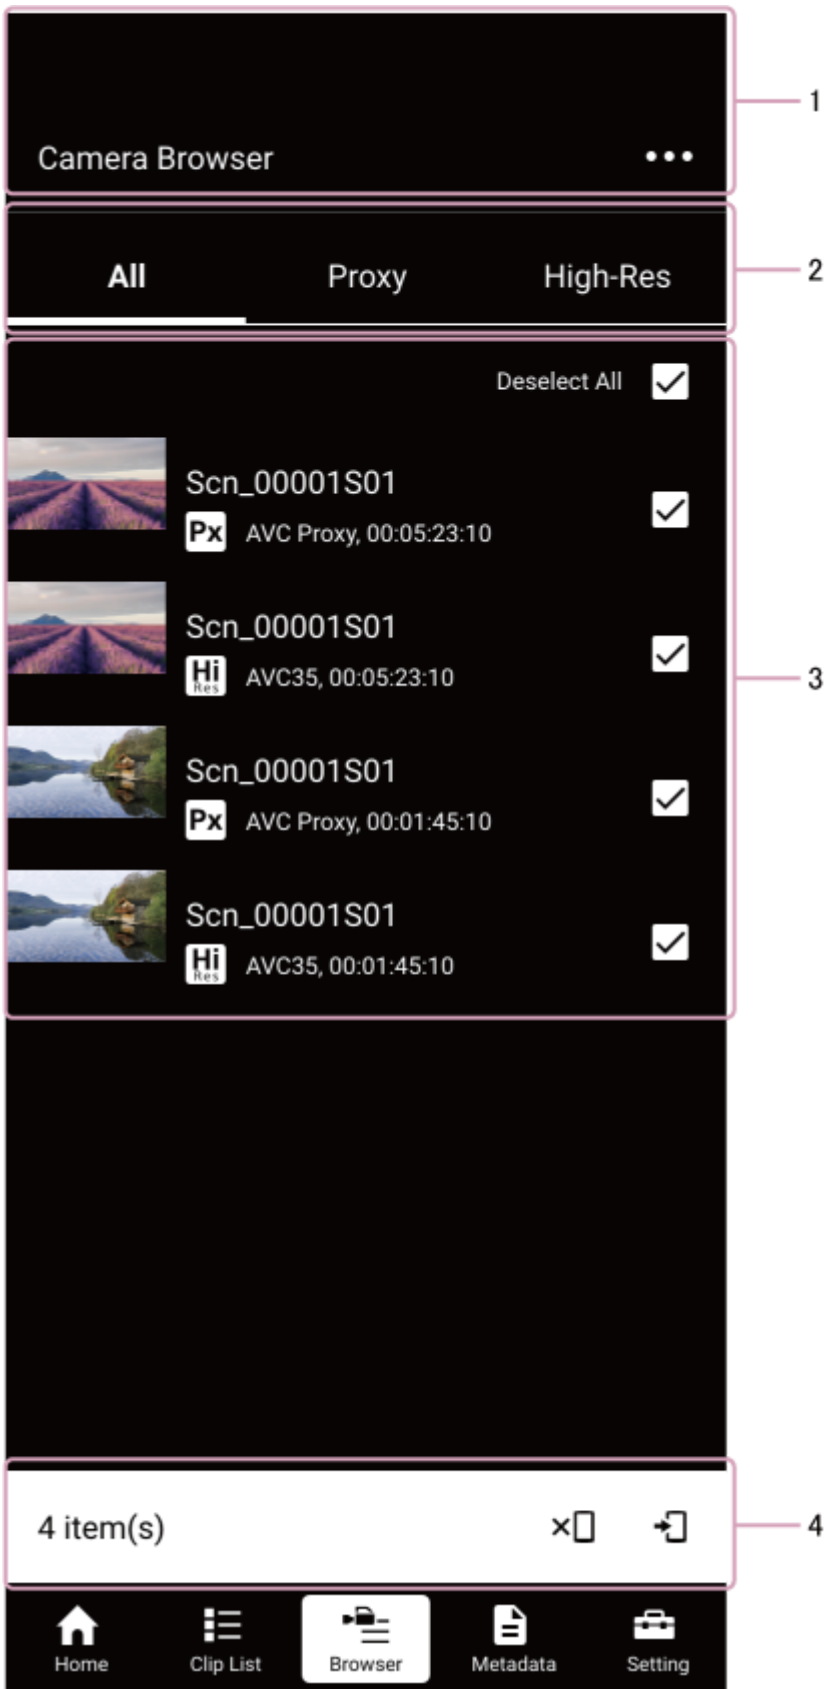 1
Camera Browser
2
All Proxy High-Res
Deselect All
Scn_00001S01
Px AVC Proxy, 00:05:23:10
Scn_00001S01
Hi Res AVC35, 00:05:23:10
3
Scn_00001S01
Px AVC Proxy, 00:01:45:10
Scn_00001S01
Hi Res AVC35, 00:01:45:10
4 item(s)
4
Home Clip List Browser Metadata Setting